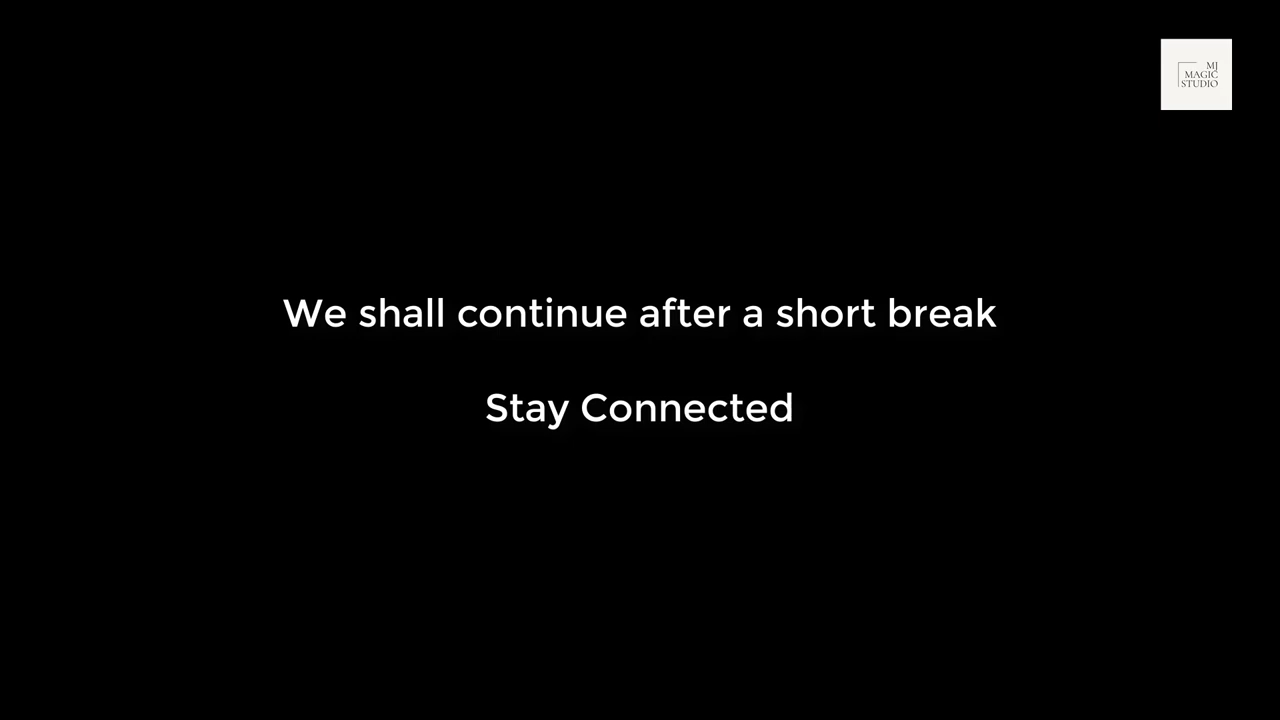 MJ
MAGIC
STUDIO
We shall continue after a short break
Stay Connected